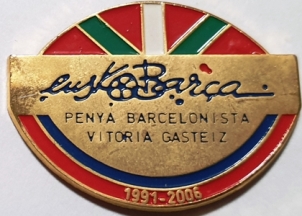 euskoBarça
PENYA BARCELONISTA
VITORIA GASTEIZ
1991-2006